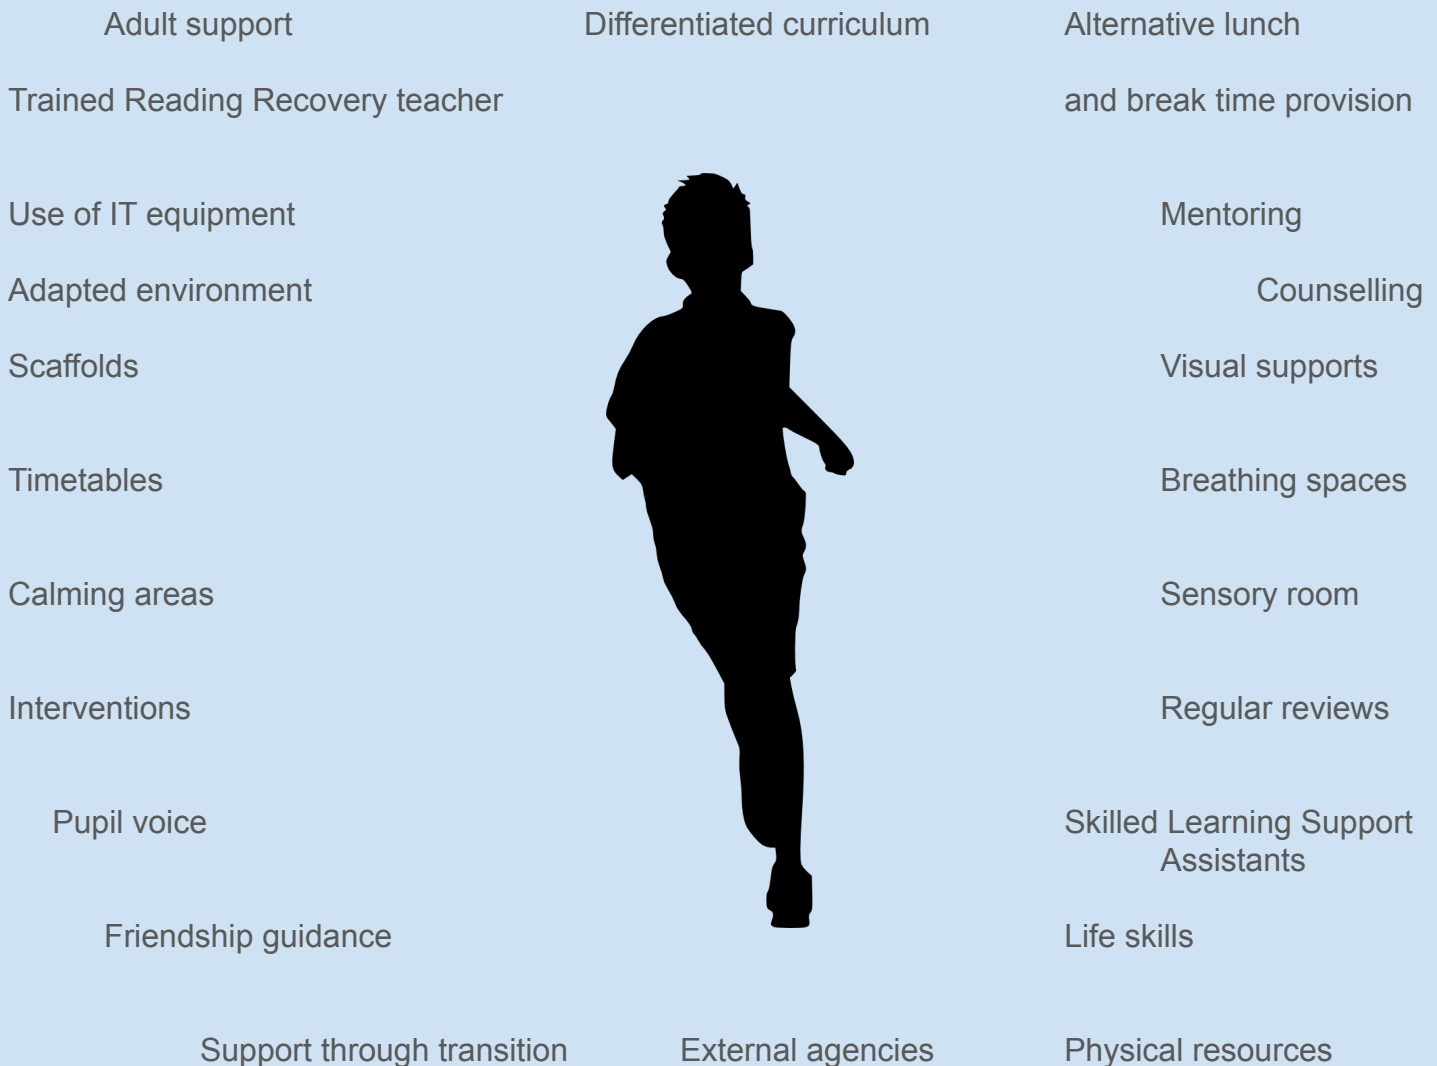 Adult support
Differentiated curriculum
Alternative lunch
Trained Reading Recovery teacher
and break time provision
Use of IT equipment
Mentoring
Adapted environment
Counselling
Scaffolds
Visual supports
Timetables
Breathing spaces
Calming areas
Sensory room
Interventions
Regular reviews
Pupil voice
Skilled Learning Support
Assistants
Friendship guidance
Life skills
Support through transition
External agencies
Physical resources